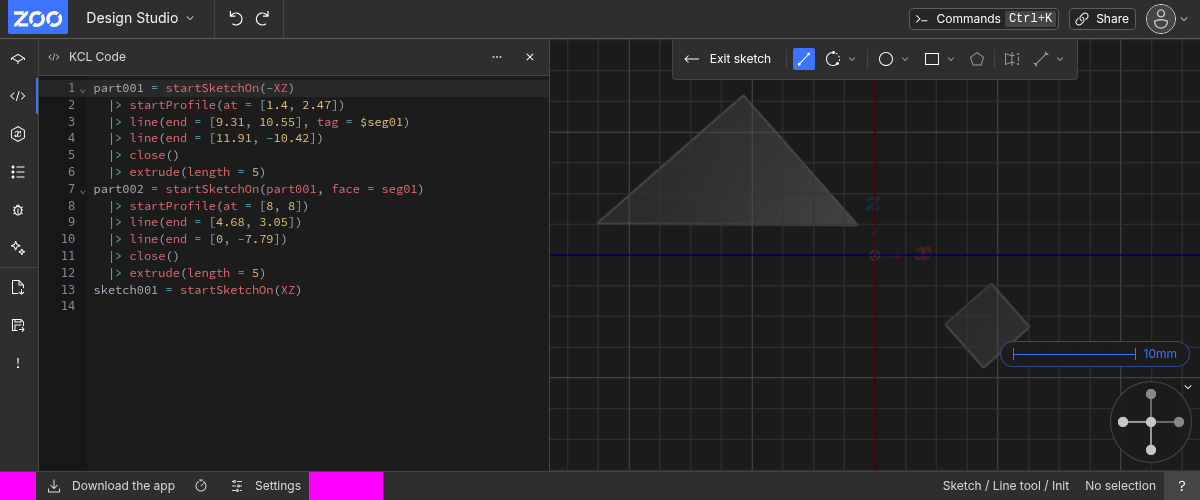 ZOO Design Studio Commands Ctrl+K Share
KCL Code Exit sketch
1 part001 = startSketchOn(-XZ)
2 |> startProfile(at = [1.4, 2.47])
3 |> line(end = [9.31, 10.55], tag = $seg01)
4 |> line(end = [11.91, -10.42])
5 |> close()
6 |> extrude(length = 5)
7 part002 = startSketchOn(part001, face = seg01)
8 |> startProfile(at = [8, 8])
9 |> line(end = [4.68, 3.05])
10 |> line(end = [0, -7.79])
11 |> close()
12 |> extrude(length = 5)
13 sketch001 = startSketchOn(XZ)
14
z
x
10mm
Download the app Settings Sketch / Line tool / Init No selection ?